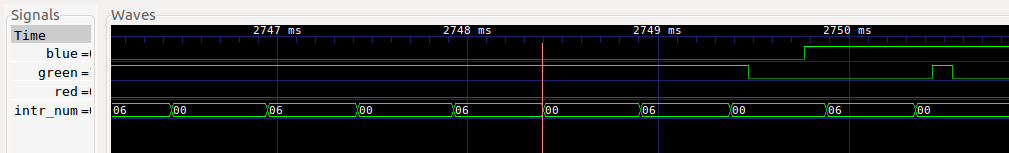 Signals
Waves
Time
2747 ms
2748 ms
2749 ms
2750 ms
blue =
green =
red =
intr_num =
06
00
06
00
06
00
06
00
06
00